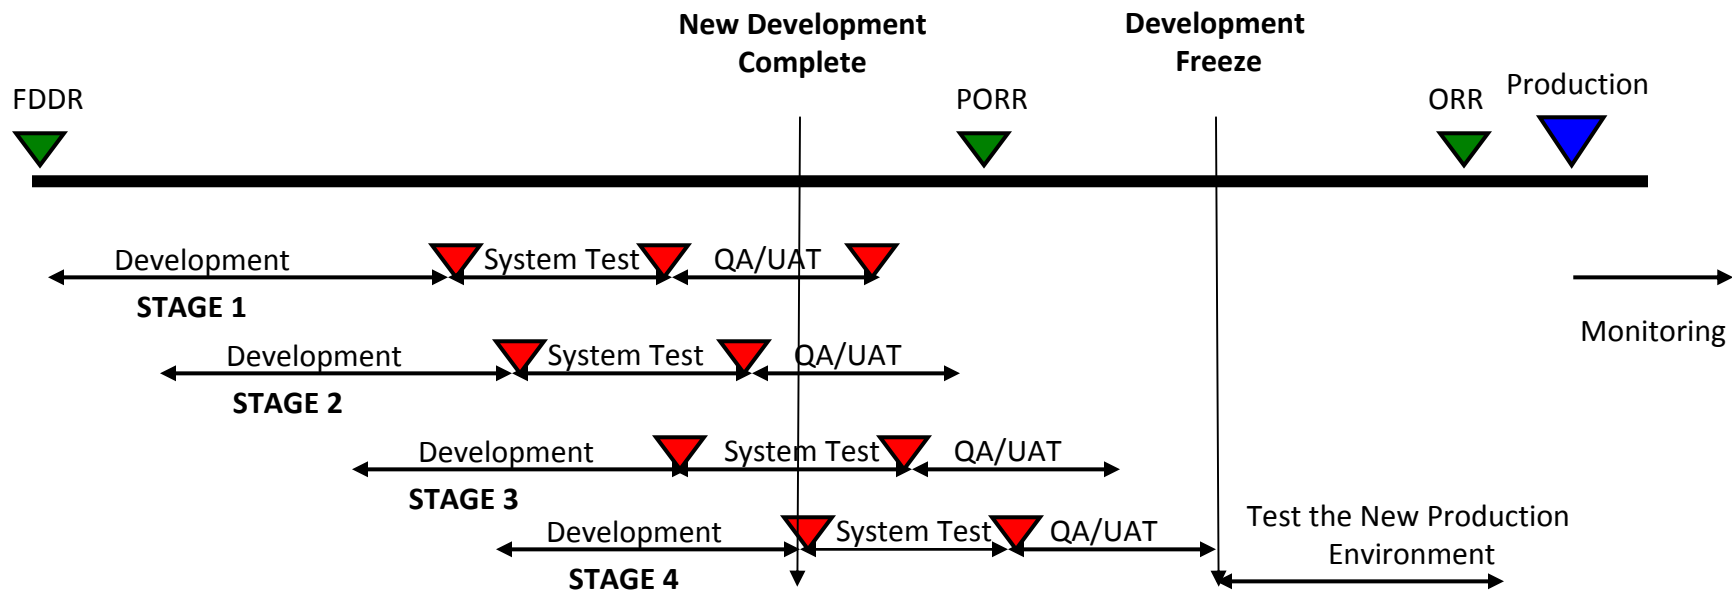 New Development
Complete
Development
Freeze
FDDR
PORR
ORR
Production
Development
System Test
QA/UAT
STAGE 1
Monitoring
Development
System Test
QA/UAT
STAGE 2
Development
System Test
QA/UAT
STAGE 3
Development
System Test
QA/UAT
STAGE 4
Test the New Production
Environment